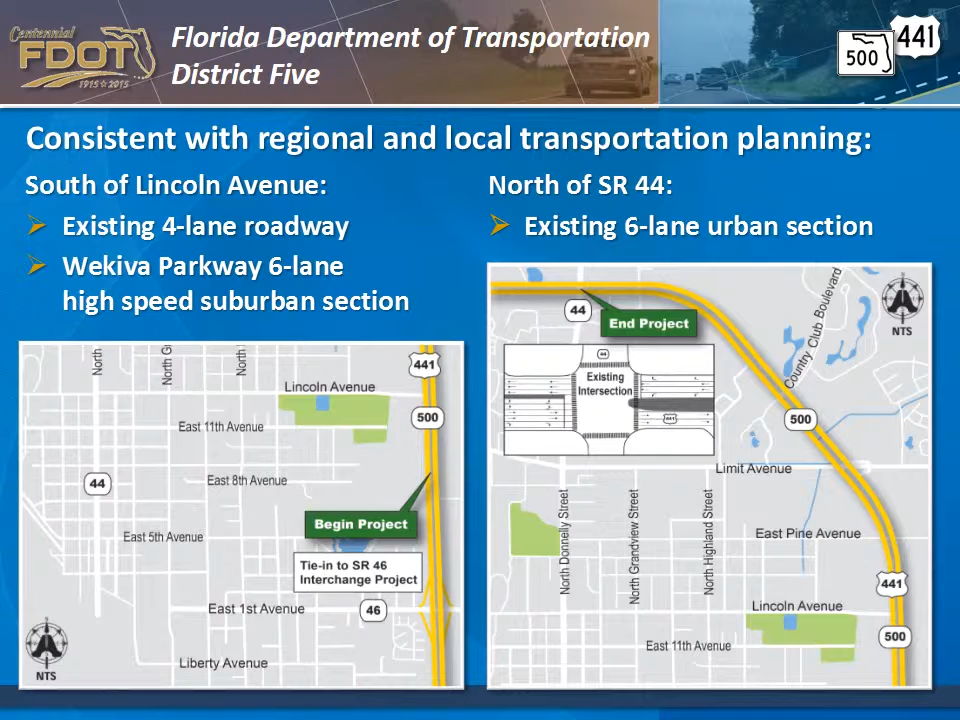 Centennial
FDOT
1915 2015
Florida Department of Transportation
District Five
500
441
Consistent with regional and local transportation planning:
South of Lincoln Avenue:
Existing 4-lane roadway
Wekiva Parkway 6-lane
high speed suburban section
North of SR 44:
Existing 6-lane urban section
North
North G
North
441
Lincoln Avenue
500
East 11th Avenue
44
East 8th Avenue
Begin Project
East 5th Avenue
Tie-in to SR 46
Interchange Project
East 1st Avenue
46
Liberty Avenue
NTS
44
End Project
Country Club Boulevard
NTS
44
Existing
Intersection
441
500
Limit Avenue
North Donnelly Street
North Grandview Street
North Highland Street
East Pine Avenue
441
Lincoln Avenue
500
East 11th Avenue